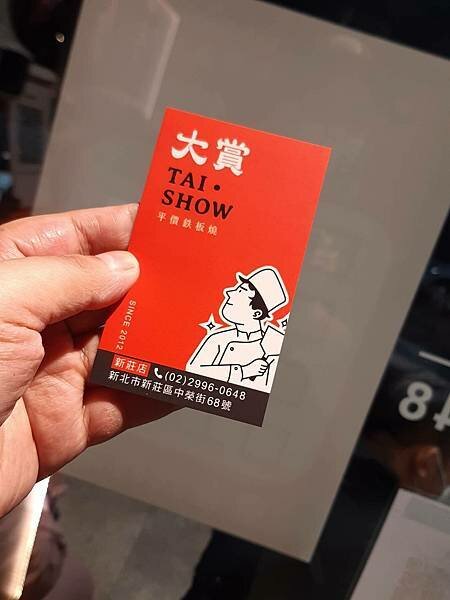 大賞
TAI•
SHOW
平價鉄板燒
SINCE 2012
新莊店 (02)2996-0648
新北市新莊區中榮街68號